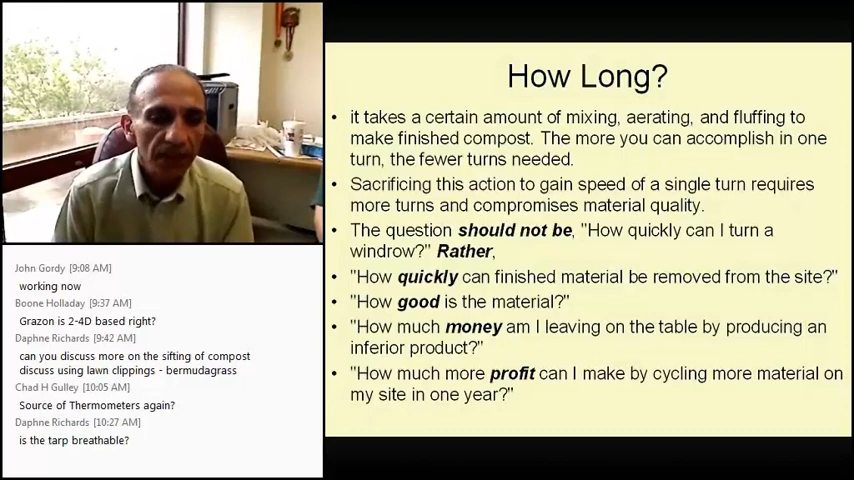 How Long?
• it takes a certain amount of mixing, aerating, and fluffing to
make finished compost. The more you can accomplish in one
turn, the fewer turns needed.
• Sacrificing this action to gain speed of a single turn requires
more turns and compromises material quality.
• The question should not be, "How quickly can I turn a
windrow?" Rather,
• "How quickly can finished material be removed from the site?"
• "How good is the material?"
• "How much money am I leaving on the table by producing an
inferior product?"
• "How much more profit can I make by cycling more material on
my site in one year?"
John Gordy [9:08 AM]
working now
Boone Holladay [9:37 AM]
Grazon is 2-4D based right?
Daphne Richards [9:42 AM]
can you discuss more on the sifting of compost
discuss using lawn clippings - bermudagrass
Chad H Gulley [10:05 AM]
Source of Thermometers again?
Daphne Richards [10:27 AM]
is the tarp breathable?